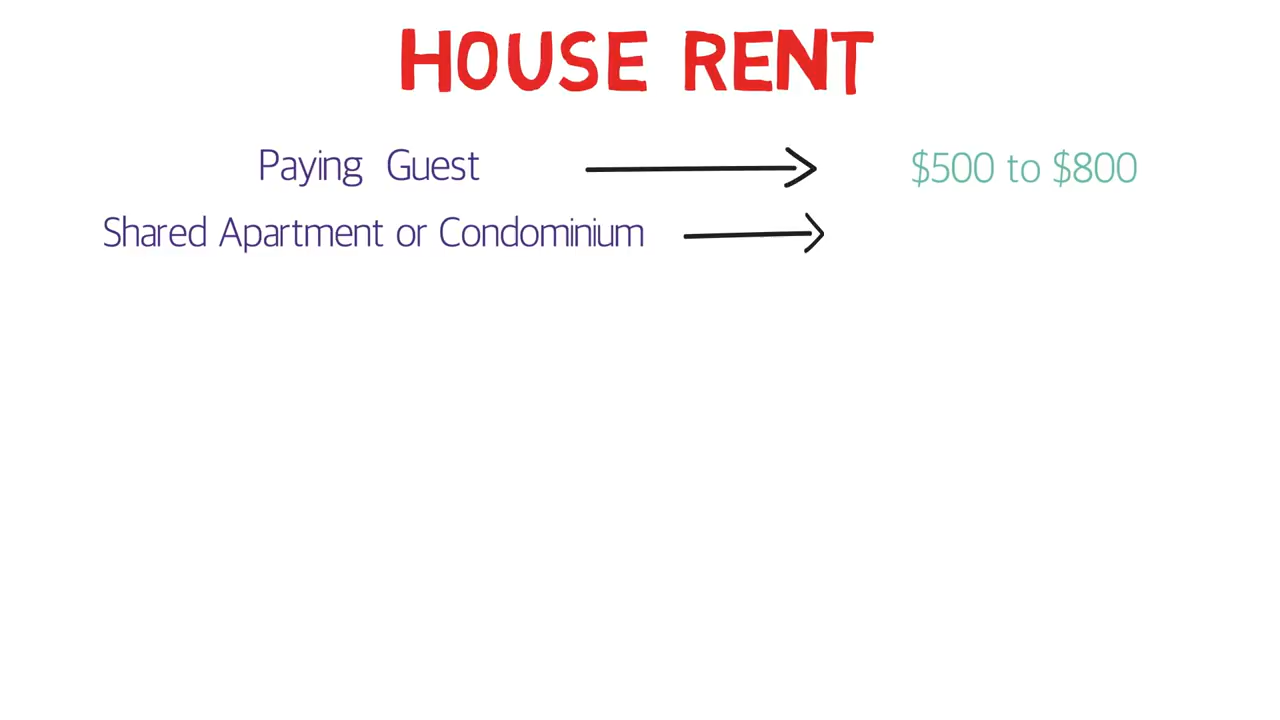 HOUSE RENT
Paying Guest $500 to $800
Shared Apartment or Condominium